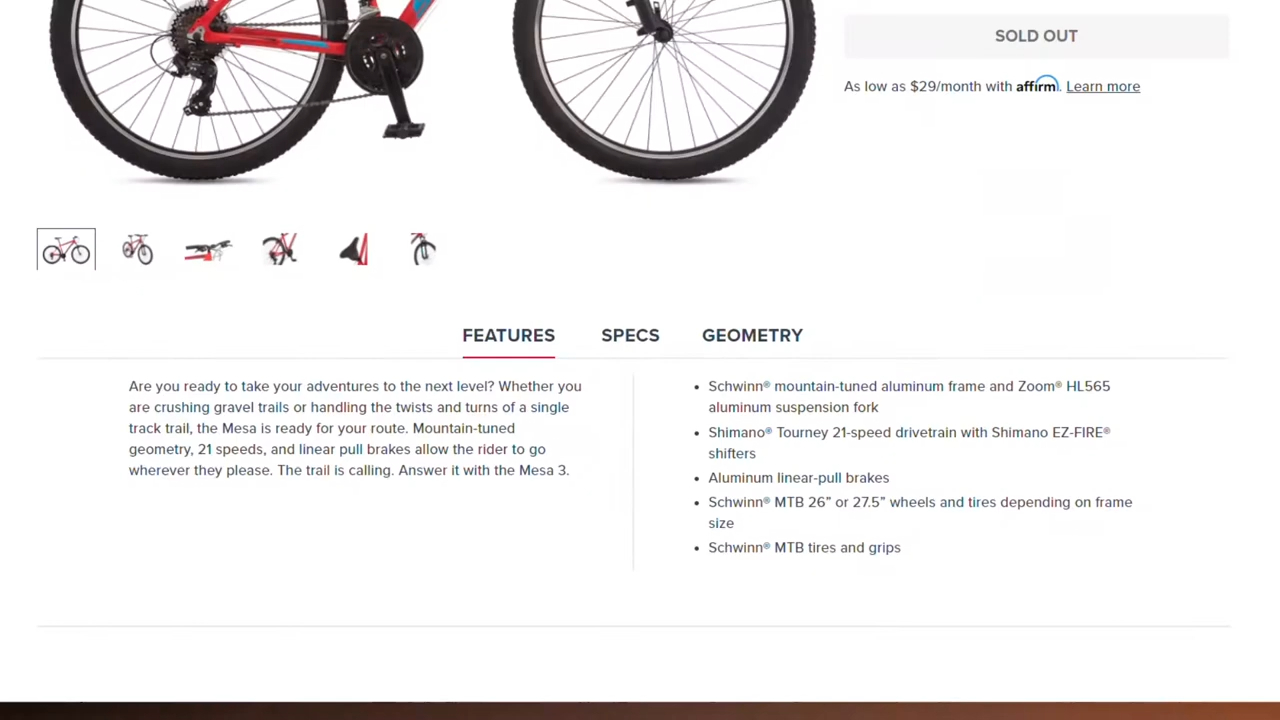 SOLD OUT
As low as $29/month with affirm. Learn more
FEATURES SPECS GEOMETRY
Are you ready to take your adventures to the next level? Whether you
are crushing gravel trails or handling the twists and turns of a single
track trail, the Mesa is ready for your route. Mountain-tuned
geometry, 21 speeds, and linear pull brakes allow the rider to go
wherever they please. The trail is calling. Answer it with the Mesa 3.
• Schwinn® mountain-tuned aluminum frame and Zoom® HL565
aluminum suspension fork
• Shimano® Tourney 21-speed drivetrain with Shimano EZ-FIRE®
shifters
• Aluminum linear-pull brakes
• Schwinn® MTB 26” or 27.5” wheels and tires depending on frame
size
• Schwinn® MTB tires and grips